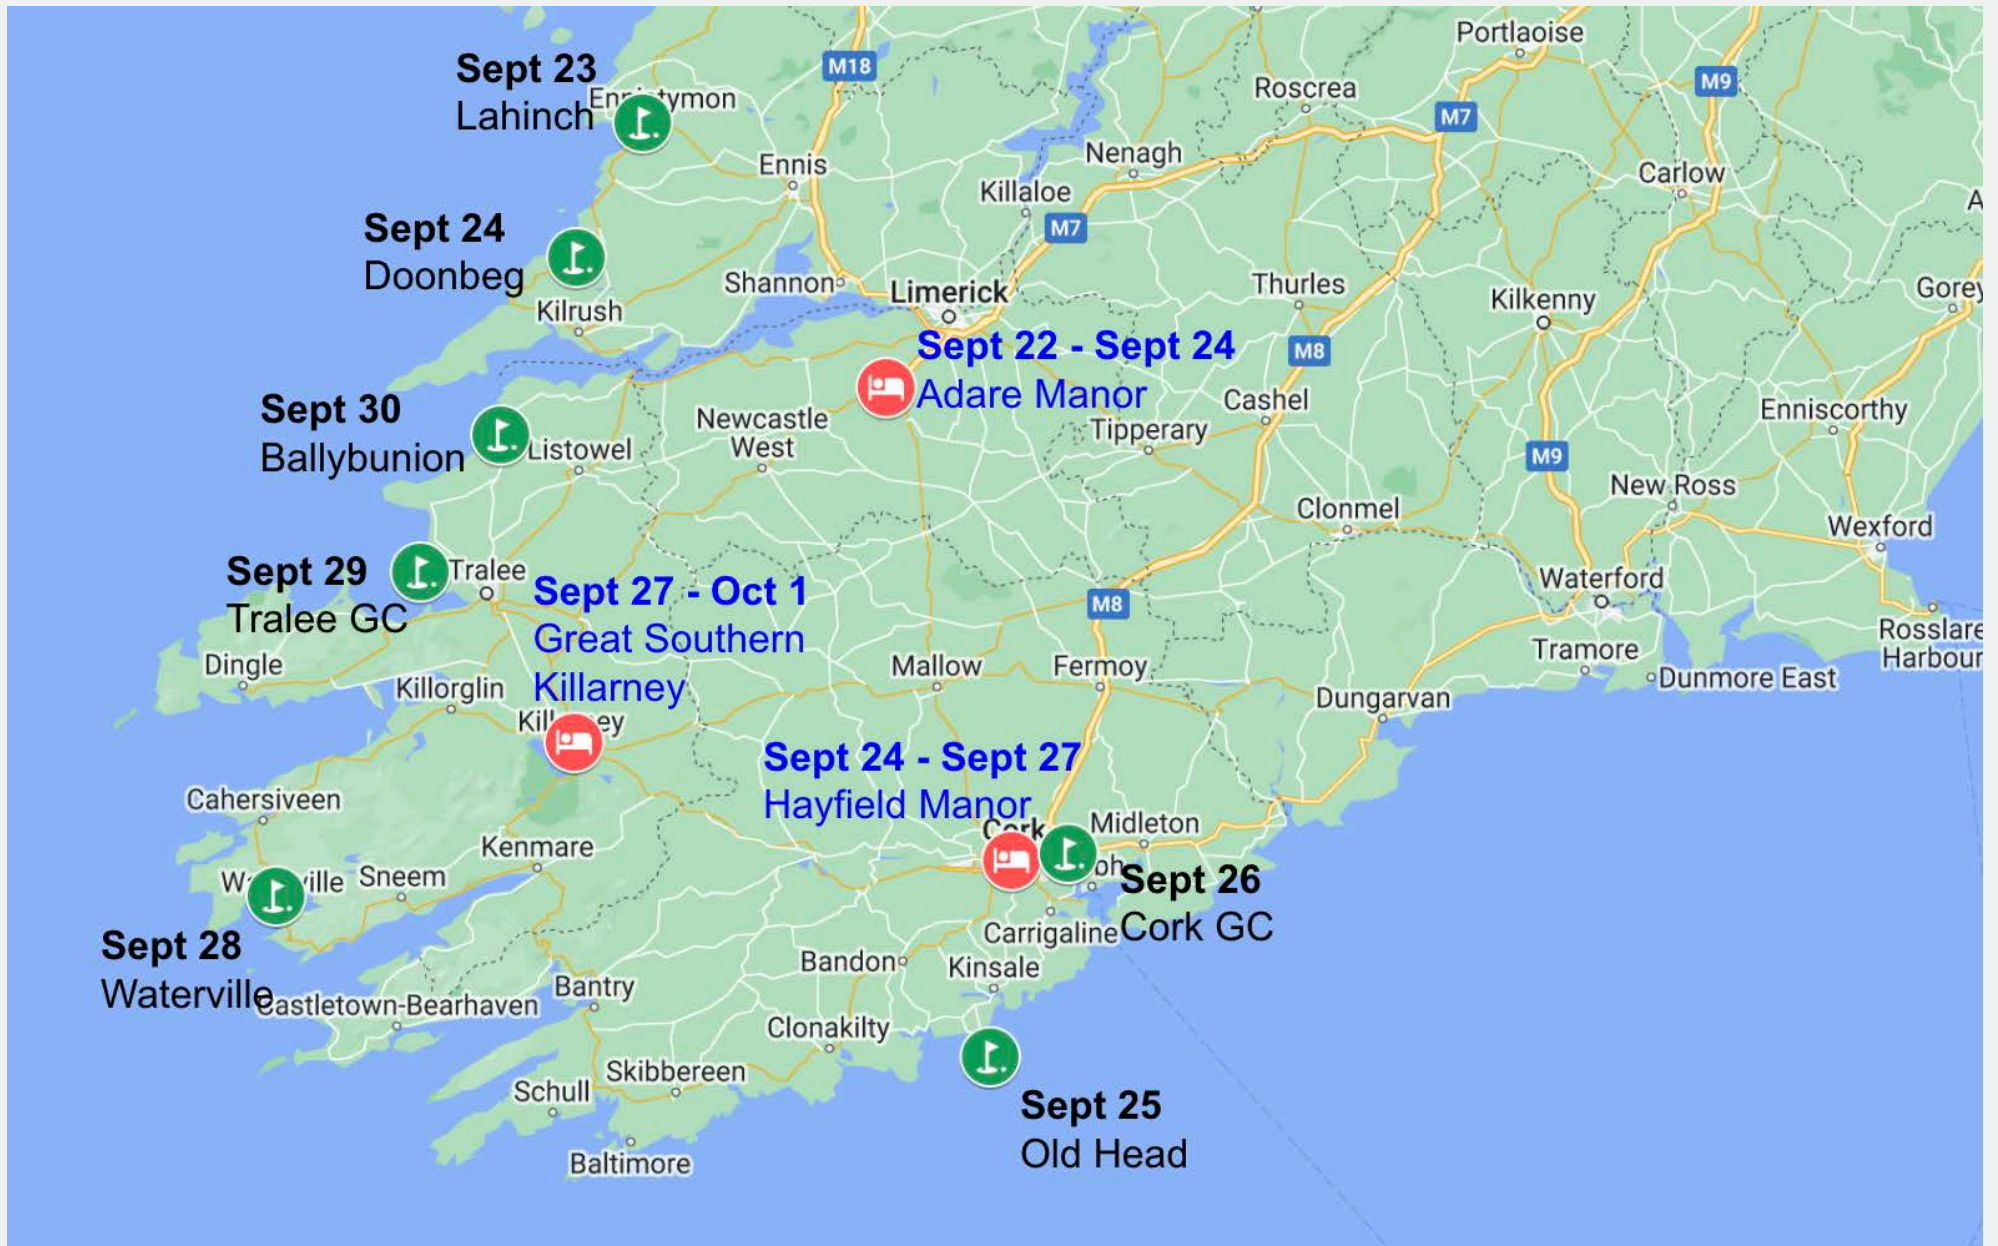 Portlaoise
M18
Sept 23
Lahinch
M9
Roscrea
M7
Nenagh
Ennis
Carlow
Killaloe
M7
Sept 24
Doonbeg
Shannon
Limerick
Thurles
Kilkenny
Gorey
Kilrush
Sept 22 - Sept 24
Adare Manor
M8
Sept 30
Ballybunion
Listowel
Newcastle
West
Cashel
Tipperary
Enniscorthy
M9
New Ross
Clonmel
Wexford
Sept 29
Tralee GC
Tralee
Sept 27 - Oct 1
Great Southern
Killarney
M8
Waterford
Tramore
Rosslare
Harbour
Dingle
Killorglin
Mallow
Fermoy
Dunmore East
Dungarvan
Sept 24 - Sept 27
Hayfield Manor
Cahersiveen
Cork
Midleton
Kenmare
Sneem
Sept 26
Cork GC
Sept 28
Waterville
Carrigaline
Bandon
Kinsale
Castletown-Bearhaven
Bantry
Clonakilty
Skibbereen
Schull
Sept 25
Old Head
Baltimore